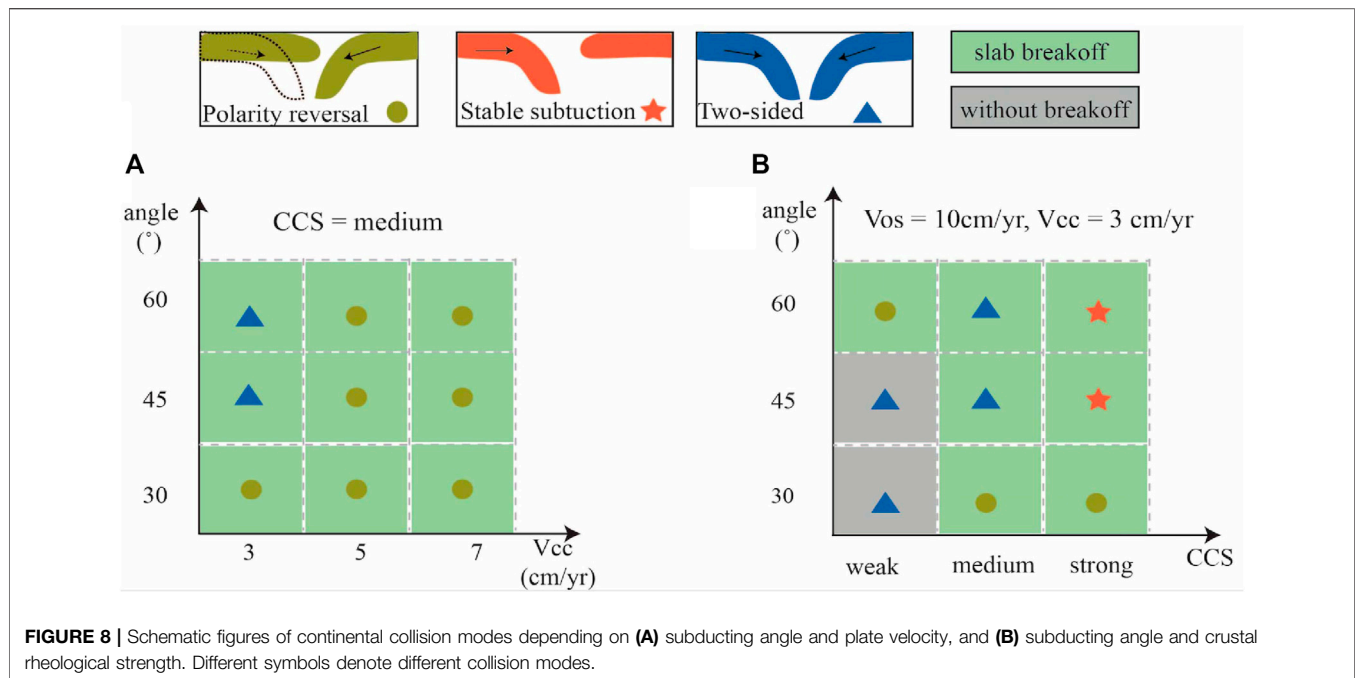 Polarity reversal
Stable subtuction
Two-sided
slab breakoff
without breakoff
A
angle
(°)
CCS = medium
60
45
30
3 5 7 Vcc
(cm/yr)
B
angle
(°)
Vos = 10cm/yr, Vcc = 3 cm/yr
60
45
30
weak medium strong CCS
FIGURE 8 | Schematic figures of continental collision modes depending on (A) subducting angle and plate velocity, and (B) subducting angle and crustal
rheological strength. Different symbols denote different collision modes.